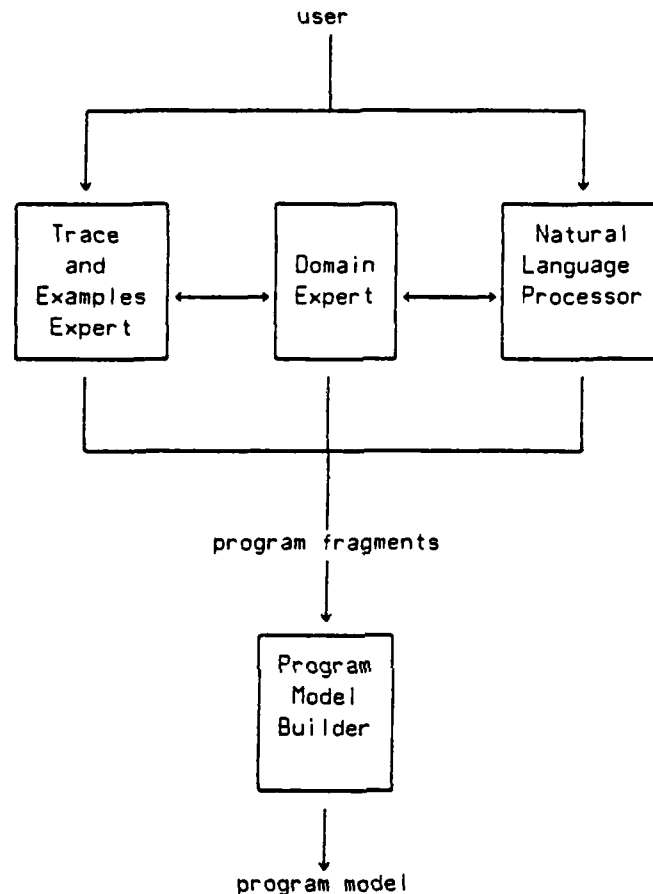 user
Trace
and
Examples
Expert
Domain
Expert
Natural
Language
Processor
program fragments
Program
Model
Builder
program model